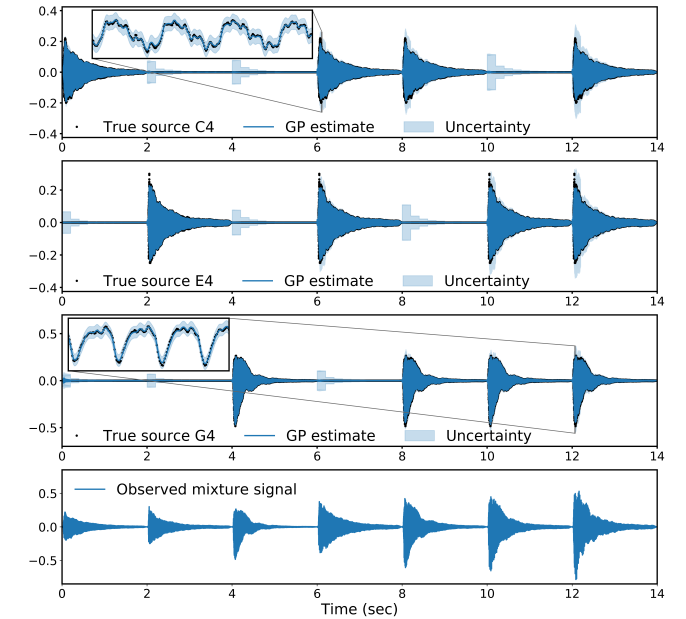 0.4
0.2
0.0
−0.2
−0.4
True source C4 GP estimate Uncertainty
0 2 4 6 8 10 12 14
0.2
0.0
−0.2
−0.4
True source E4 GP estimate Uncertainty
0 2 4 6 8 10 12 14
0.5
0.0
−0.5
True source G4 GP estimate Uncertainty
0 2 4 6 8 10 12 14
Observed mixture signal
0.5
0.0
−0.5
0 2 4 6 8 10 12 14
Time (sec)